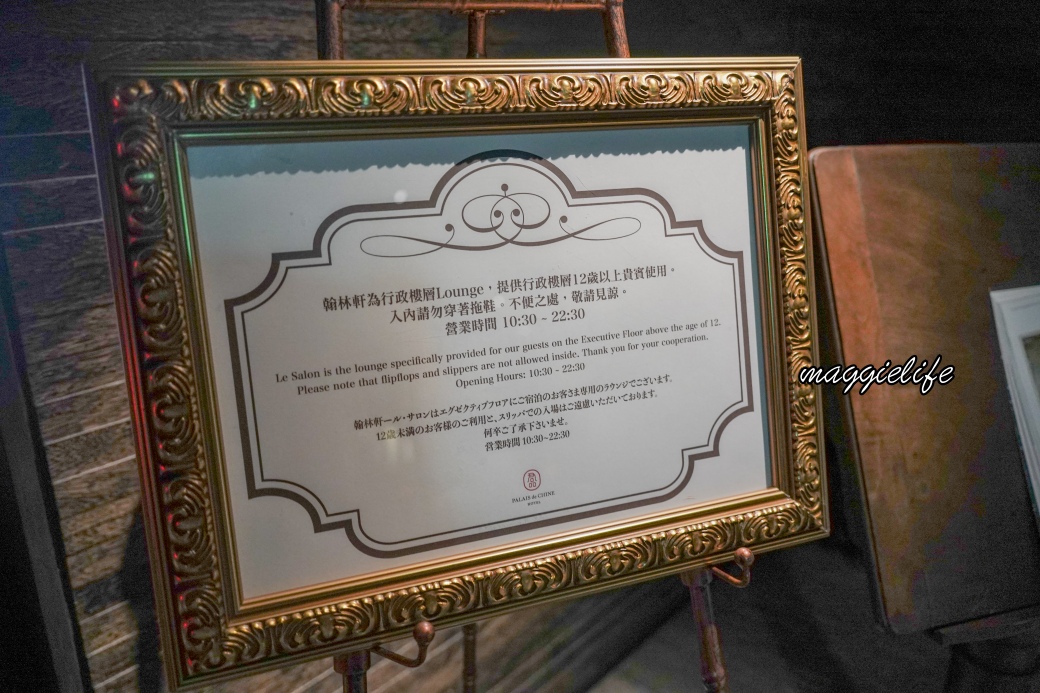 翰林軒為行政樓層Lounge，提供行政樓層12歲以上貴賓使用。
入內請勿穿著拖鞋。不便之處，敬請見諒。
營業時間 10:30 ~ 22:30
Le Salon is the lounge specifically provided for our guests on the Executive Floor above the age of 12.
Please note that flipflops and slippers are not allowed inside. Thank you for your cooperation.
Opening Hours: 10:30 ~ 22:30
翰林軒ール・サロンはエグゼクティブフロアにご宿泊のお客さま専用のラウンジでございます。
12歳未満のお客様のご利用と、スリッパでの入場はご遠慮いただいております。
何卒ご了承下さいませ。
営業時間 10:30~22:30
PALAIS de CHINE
HOTEL
maggielife